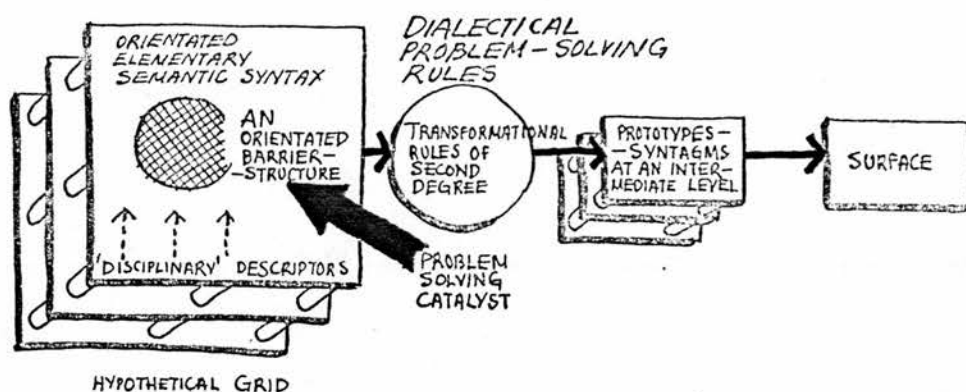 ORIENTATED
ELEMENTARY
SEMANTIC SYNTAX
AN
ORIENTATED
BARRIER-
-STRUCTURE
'DISCIPLINARY' DESCRIPTORS
HYPOTHETICAL GRID
PROBLEM
SOLVING
CATALYST
DIALECTICAL
PROBLEM-SOLVING
RULES
TRANSFORMATIONAL
RULES OF
SECOND
DEGREE
PROTOTYPES-
-SYNTAGMS
AT AN INTER-
MEDIATE LEVEL
SURFACE